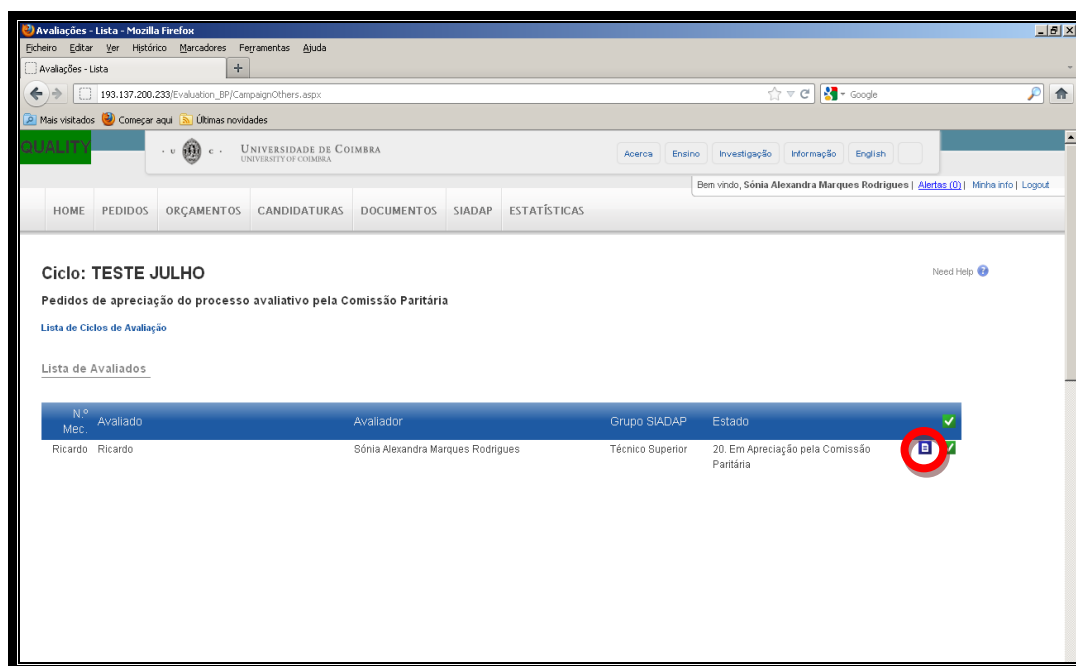 Avaliações - Lista - Mozilla Firefox
Ficheiro Editar Ver Histórico Marcadores Ferramentas Ajuda
Avaliações - Lista +
193.137.200.233/Evaluation_BP/CampaignOthers.aspx Google
Mais visitados Começar aqui Últimas novidades
QUALITY
· U C · UNIVERSIDADE DE COIMBRA
UNIVERSITY OF COIMBRA
Acerca Ensino Investigação Informação English
Bem vindo, Sónia Alexandra Marques Rodrigues | Alertas (0) | Minha info | Logout
HOME PEDIDOS ORÇAMENTOS CANDIDATURAS DOCUMENTOS SIADAP ESTATÍSTICAS
Ciclo: TESTE JULHO
Need Help ?
Pedidos de apreciação do processo avaliativo pela Comissão Paritária
Lista de Ciclos de Avaliação
Lista de Avaliados
N.º Mec. Avaliado Avaliador Grupo SIADAP Estado
Ricardo Ricardo Sónia Alexandra Marques Rodrigues Técnico Superior 20. Em Apreciação pela Comissão
Paritária